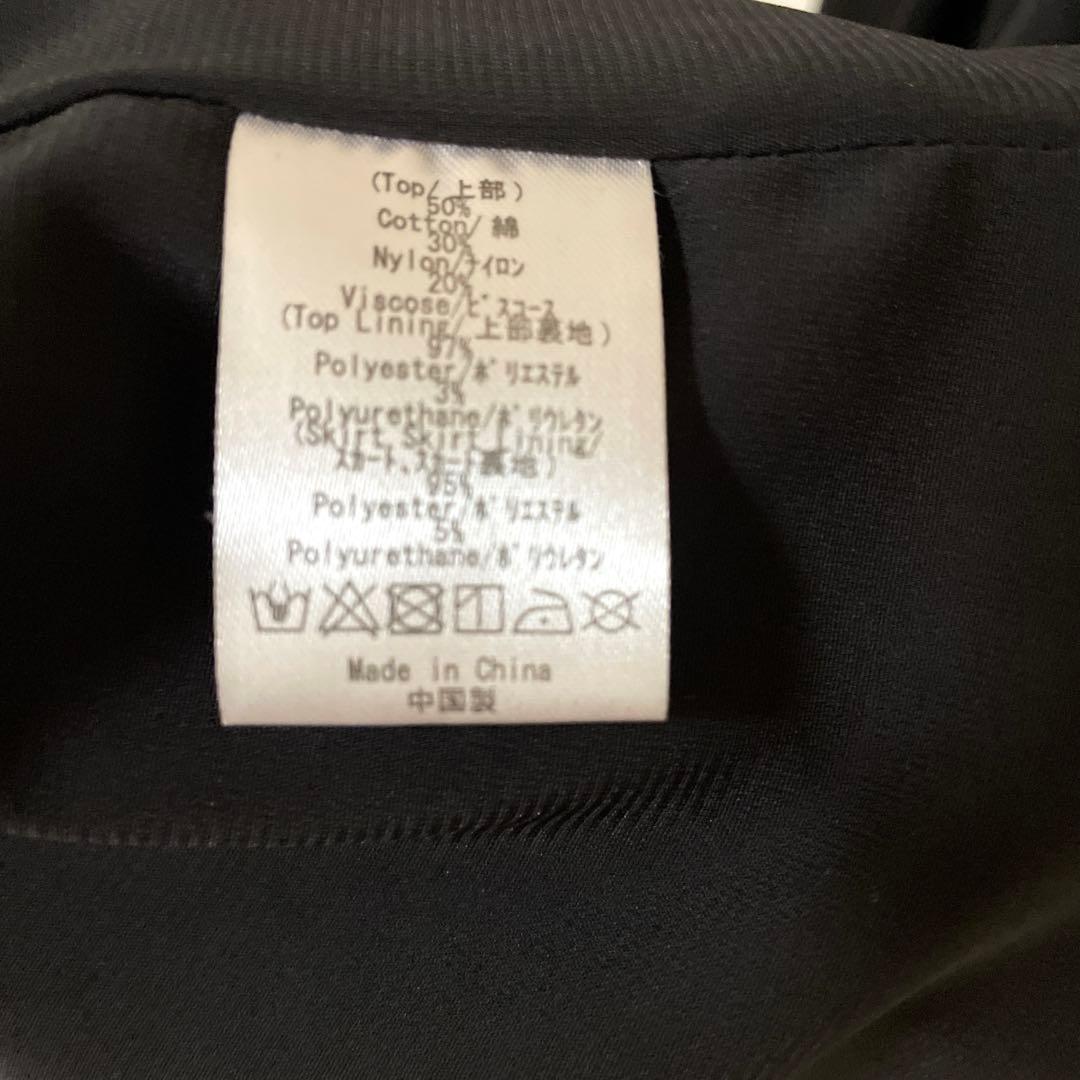 (Top/上部)
50%
Cotton/綿
30%
Nylon/ナイロン
20%
Viscose/ビスコース
(Top Lining/上部裏地)
97%
Polyester/ポリエステル
3%
Polyurethane/ポリウレタン
(Skirt,Skirt Lining/
スカート、スカート裏地)
95%
Polyester/ポリエステル
5%
Polyurethane/ポリウレタン
Made in China
中国製